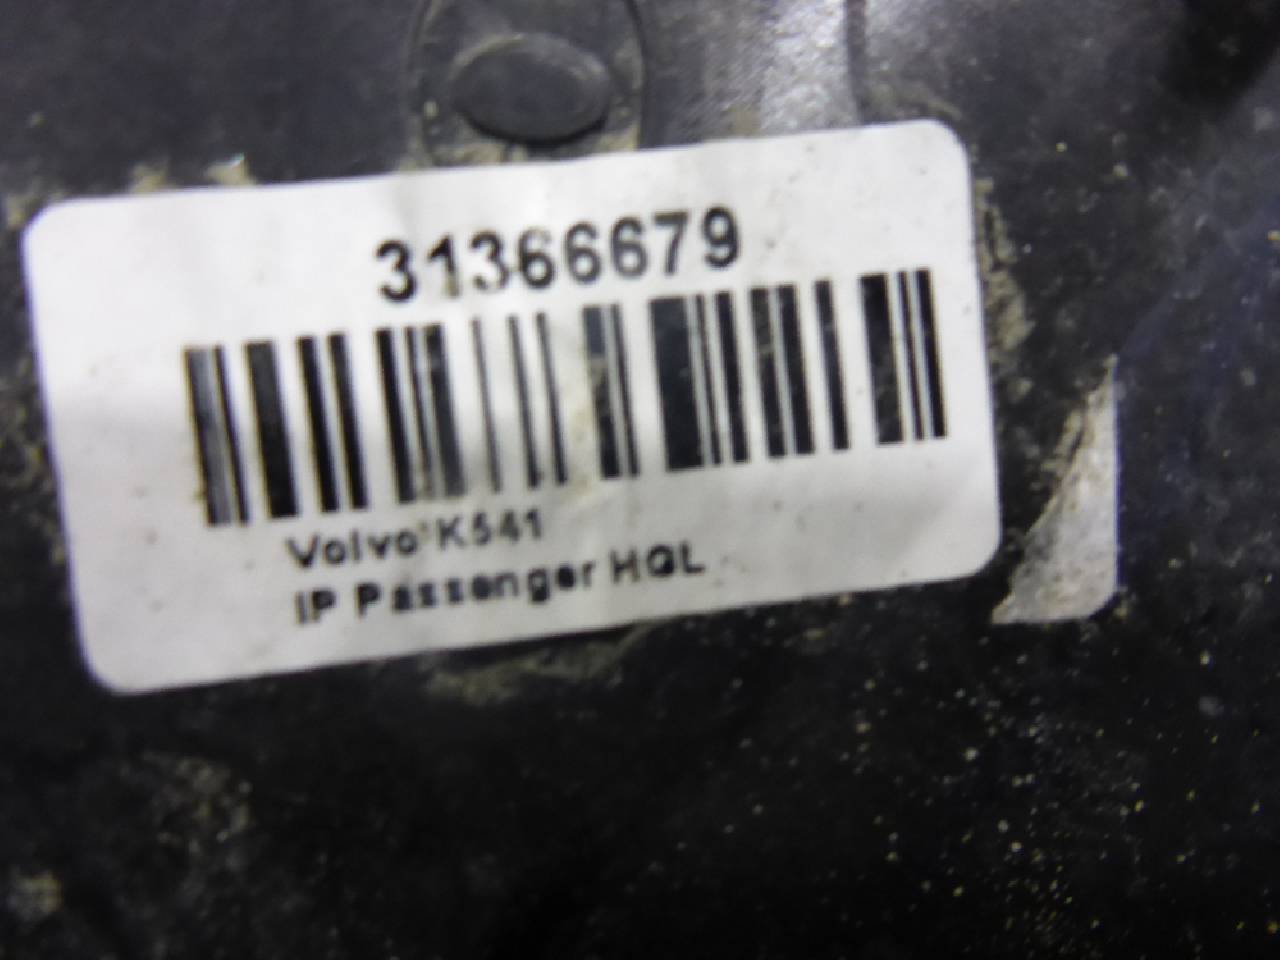 31366679
Volvo K541
IP Passenger HQL